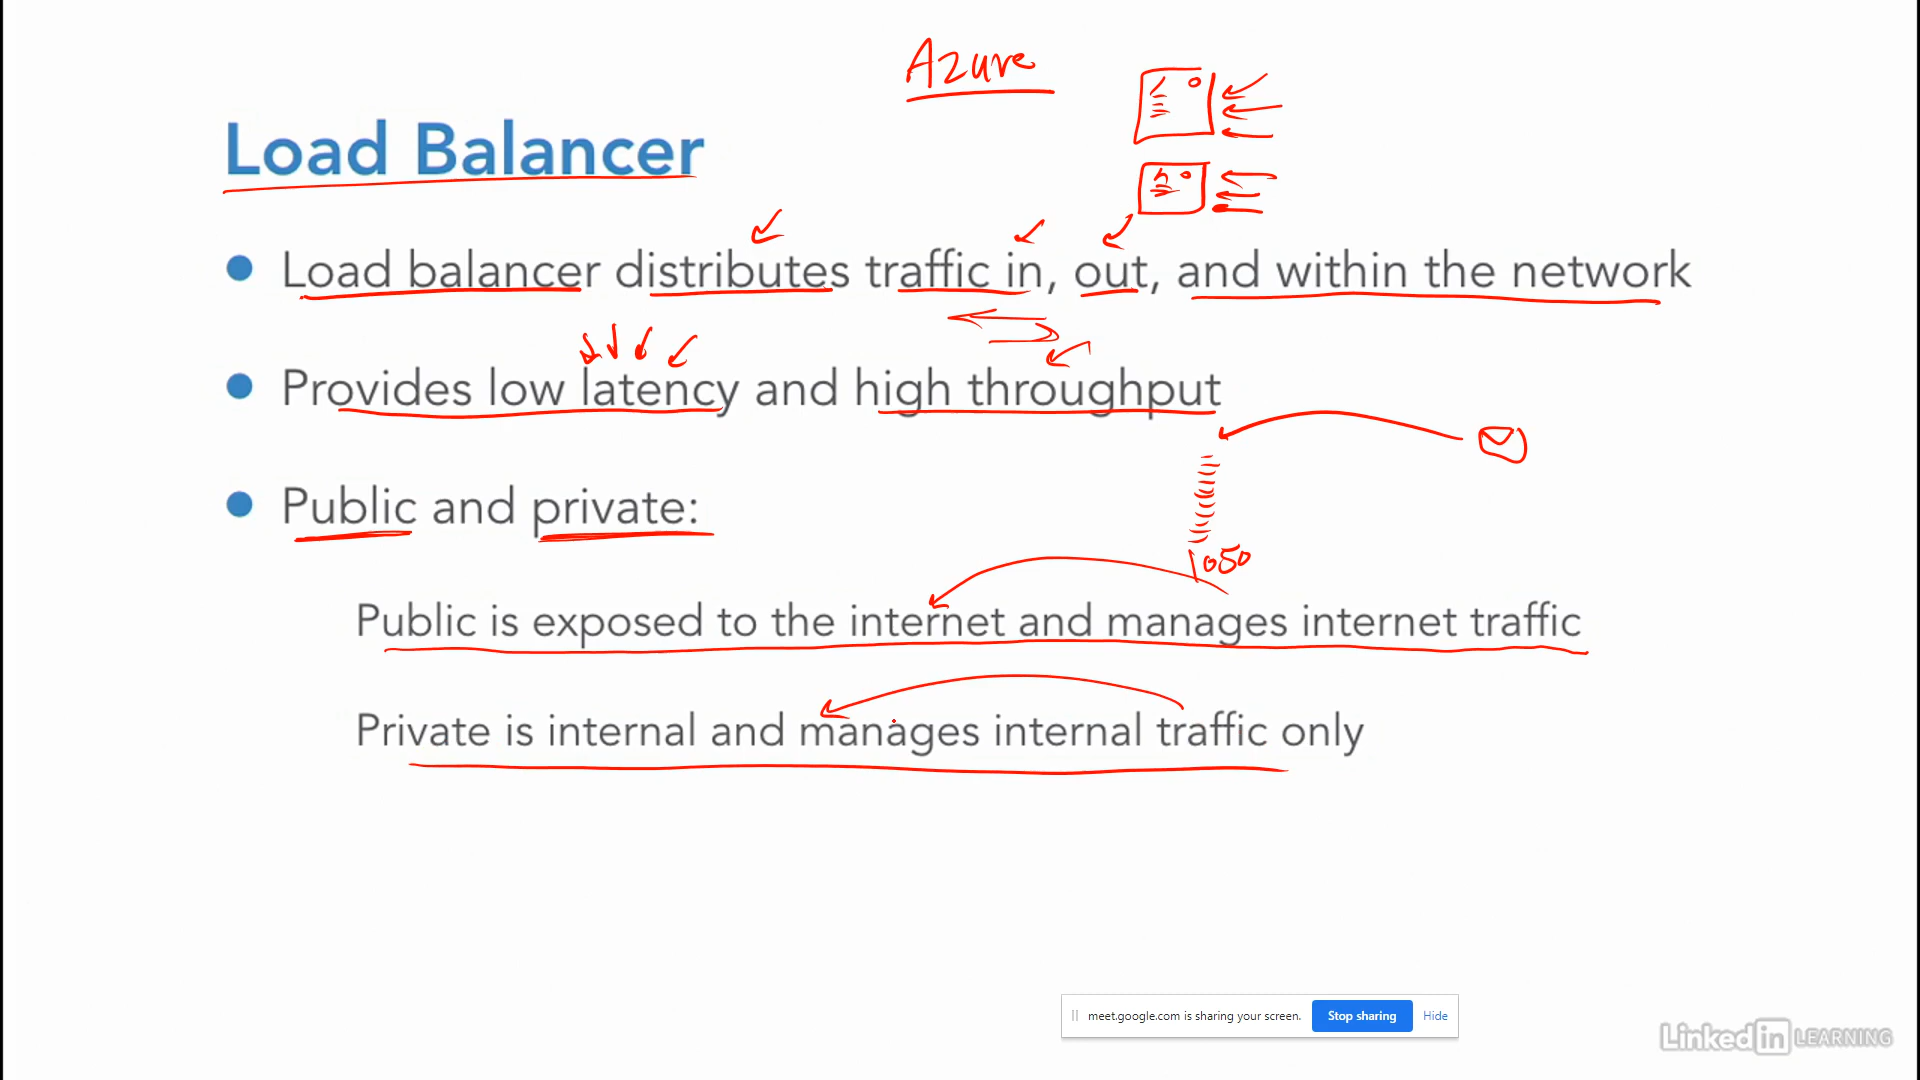 Azure
Load Balancer
Load balancer distributes traffic in, out, and within the network
Provides low latency and high throughput
Public and private:
1050
Public is exposed to the internet and manages internet traffic
Private is internal and manages internal traffic only
meet.google.com is sharing your screen. Stop sharing Hide
LinkedIn LEARNING